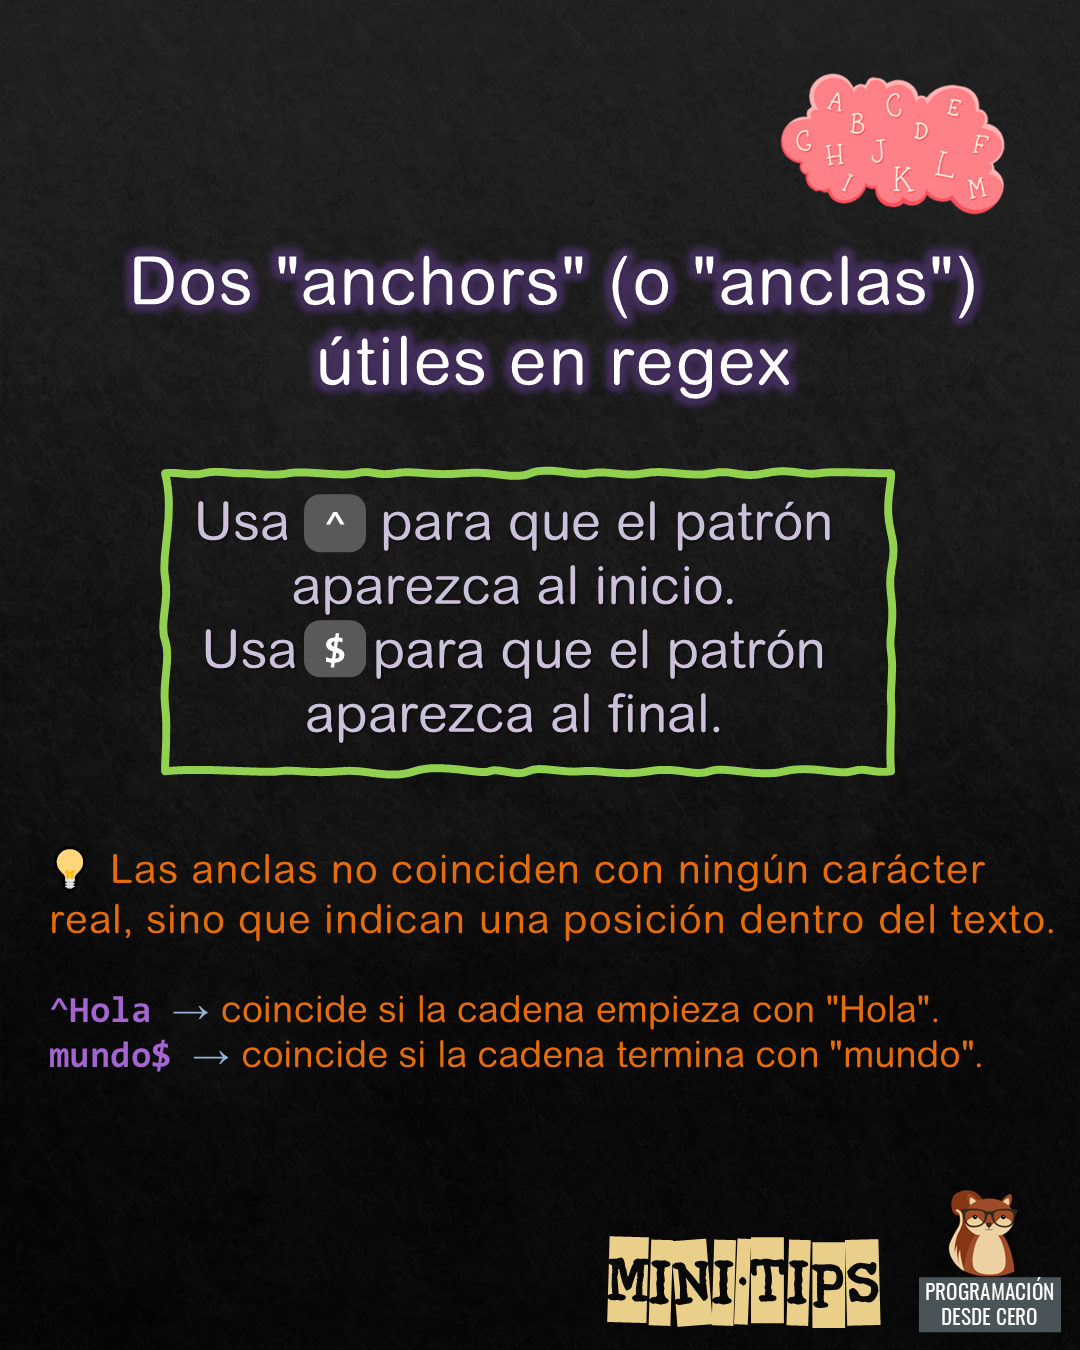 A B C D E F
G H I J K L M
Dos "anchors" (o "anclas")
útiles en regex
Usa ^ para que el patrón
aparezca al inicio.
Usa $ para que el patrón
aparezca al final.
💡 Las anclas no coinciden con ningún carácter
real, sino que indican una posición dentro del texto.
^Hola → coincide si la cadena empieza con "Hola".
mundo$ → coincide si la cadena termina con "mundo".
MINI·TIPS
PROGRAMACIÓN
DESDE CERO